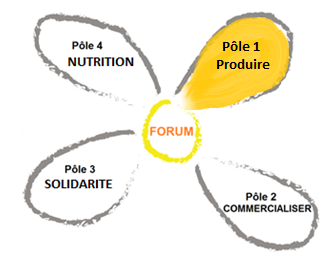 Pôle 4
NUTRITION
Pôle 1
Produire
FORUM
Pôle 3
SOLIDARITE
Pôle 2
COMMERCIALISER